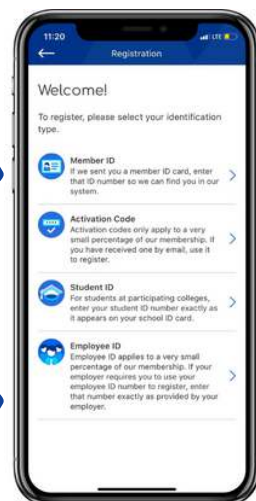 11:20
LTE
Registration
Welcome!
To register, please select your identification
type.
Member ID
If we sent you a member ID card, enter
that ID number so we can find you in our
system.
Activation Code
Activation codes only apply to a very
small percentage of our membership. If
you have received one by email, use it
to register.
Student ID
For students at participating colleges,
enter your student ID number exactly as
it appears on your school ID card.
Employee ID
Employee ID applies to a very small
percentage of our membership. If your
employer requires you to use your
employee ID number to register, enter
that number exactly as provided by your
employer.